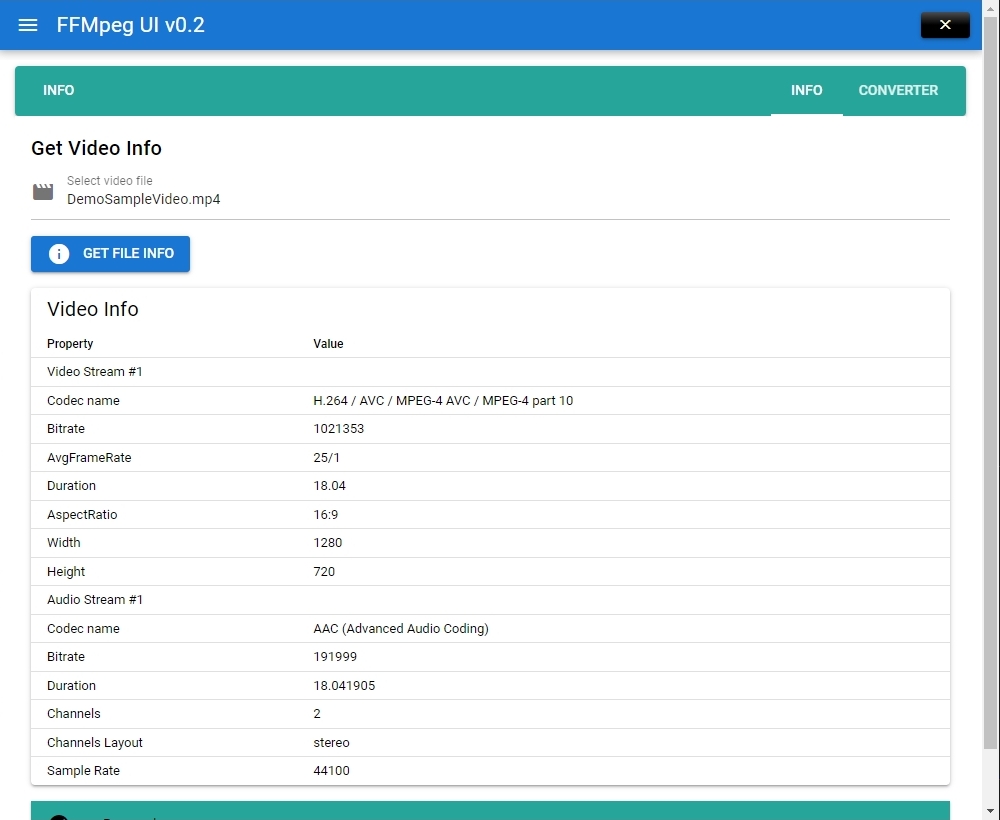 FFMpeg UI v0.2
INFO INFO CONVERTER
Get Video Info
Select video file
DemoSampleVideo.mp4
GET FILE INFO
Video Info
Property Value
Video Stream #1
Codec name H.264 / AVC / MPEG-4 AVC / MPEG-4 part 10
Bitrate 1021353
AvgFrameRate 25/1
Duration 18.04
AspectRatio 16:9
Width 1280
Height 720
Audio Stream #1
Codec name AAC (Advanced Audio Coding)
Bitrate 191999
Duration 18.041905
Channels 2
Channels Layout stereo
Sample Rate 44100